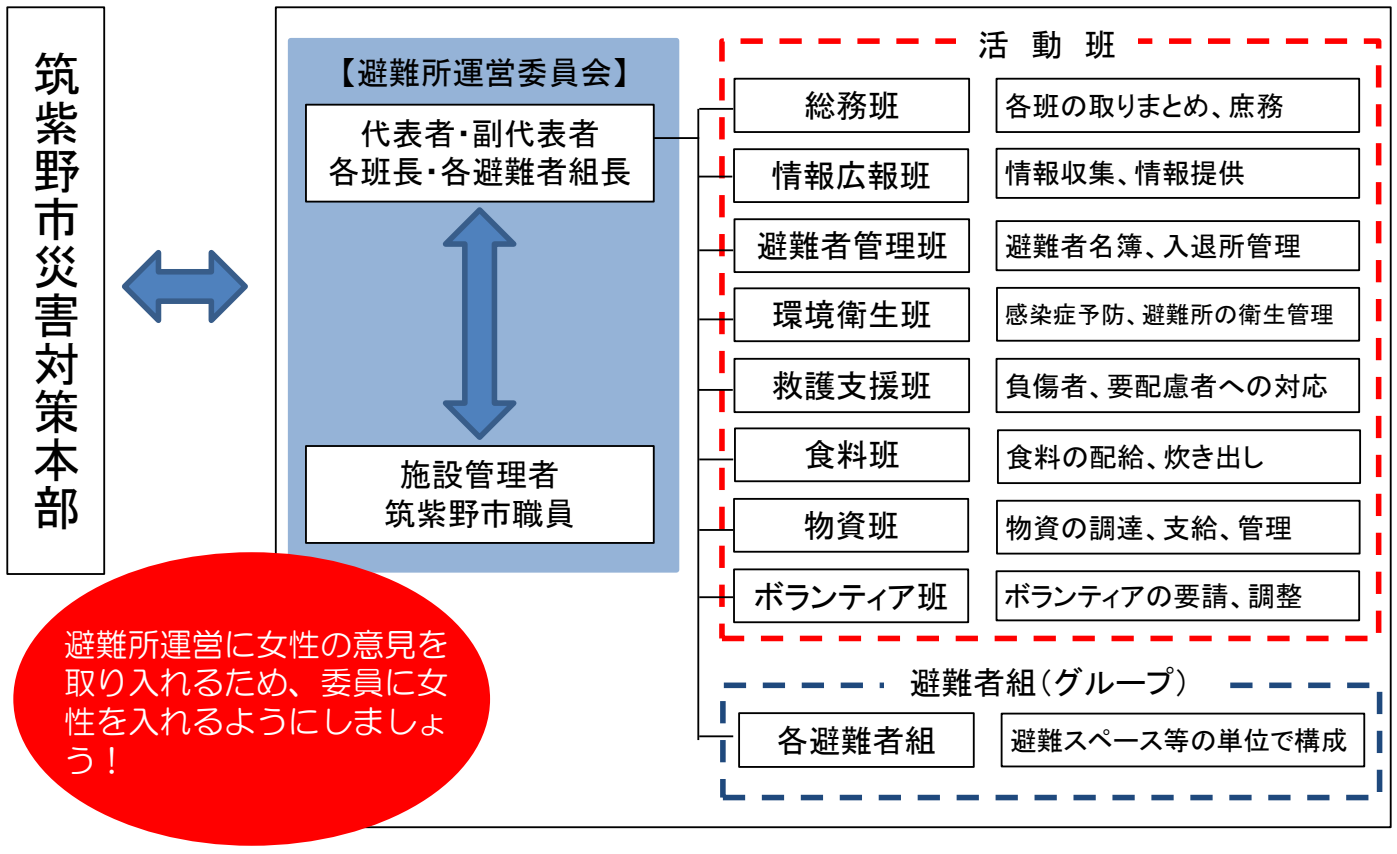 筑紫野市災害対策本部
【避難所運営委員会】
代表者・副代表者
各班長・各避難者組長
施設管理者
筑紫野市職員
活動班
総務班
各班の取りまとめ、庶務
情報広報班
情報収集、情報提供
避難者管理班
避難者名簿、入退所管理
環境衛生班
感染症予防、避難所の衛生管理
救護支援班
負傷者、要配慮者への対応
食料班
食料の配給、炊き出し
物資班
物資の調達、支給、管理
ボランティア班
ボランティアの要請、調整
避難者組(グループ)
各避難者組
避難スペース等の単位で構成
避難所運営に女性の意見を
取り入れるため、委員に女
性を入れるようにしましょ
う！